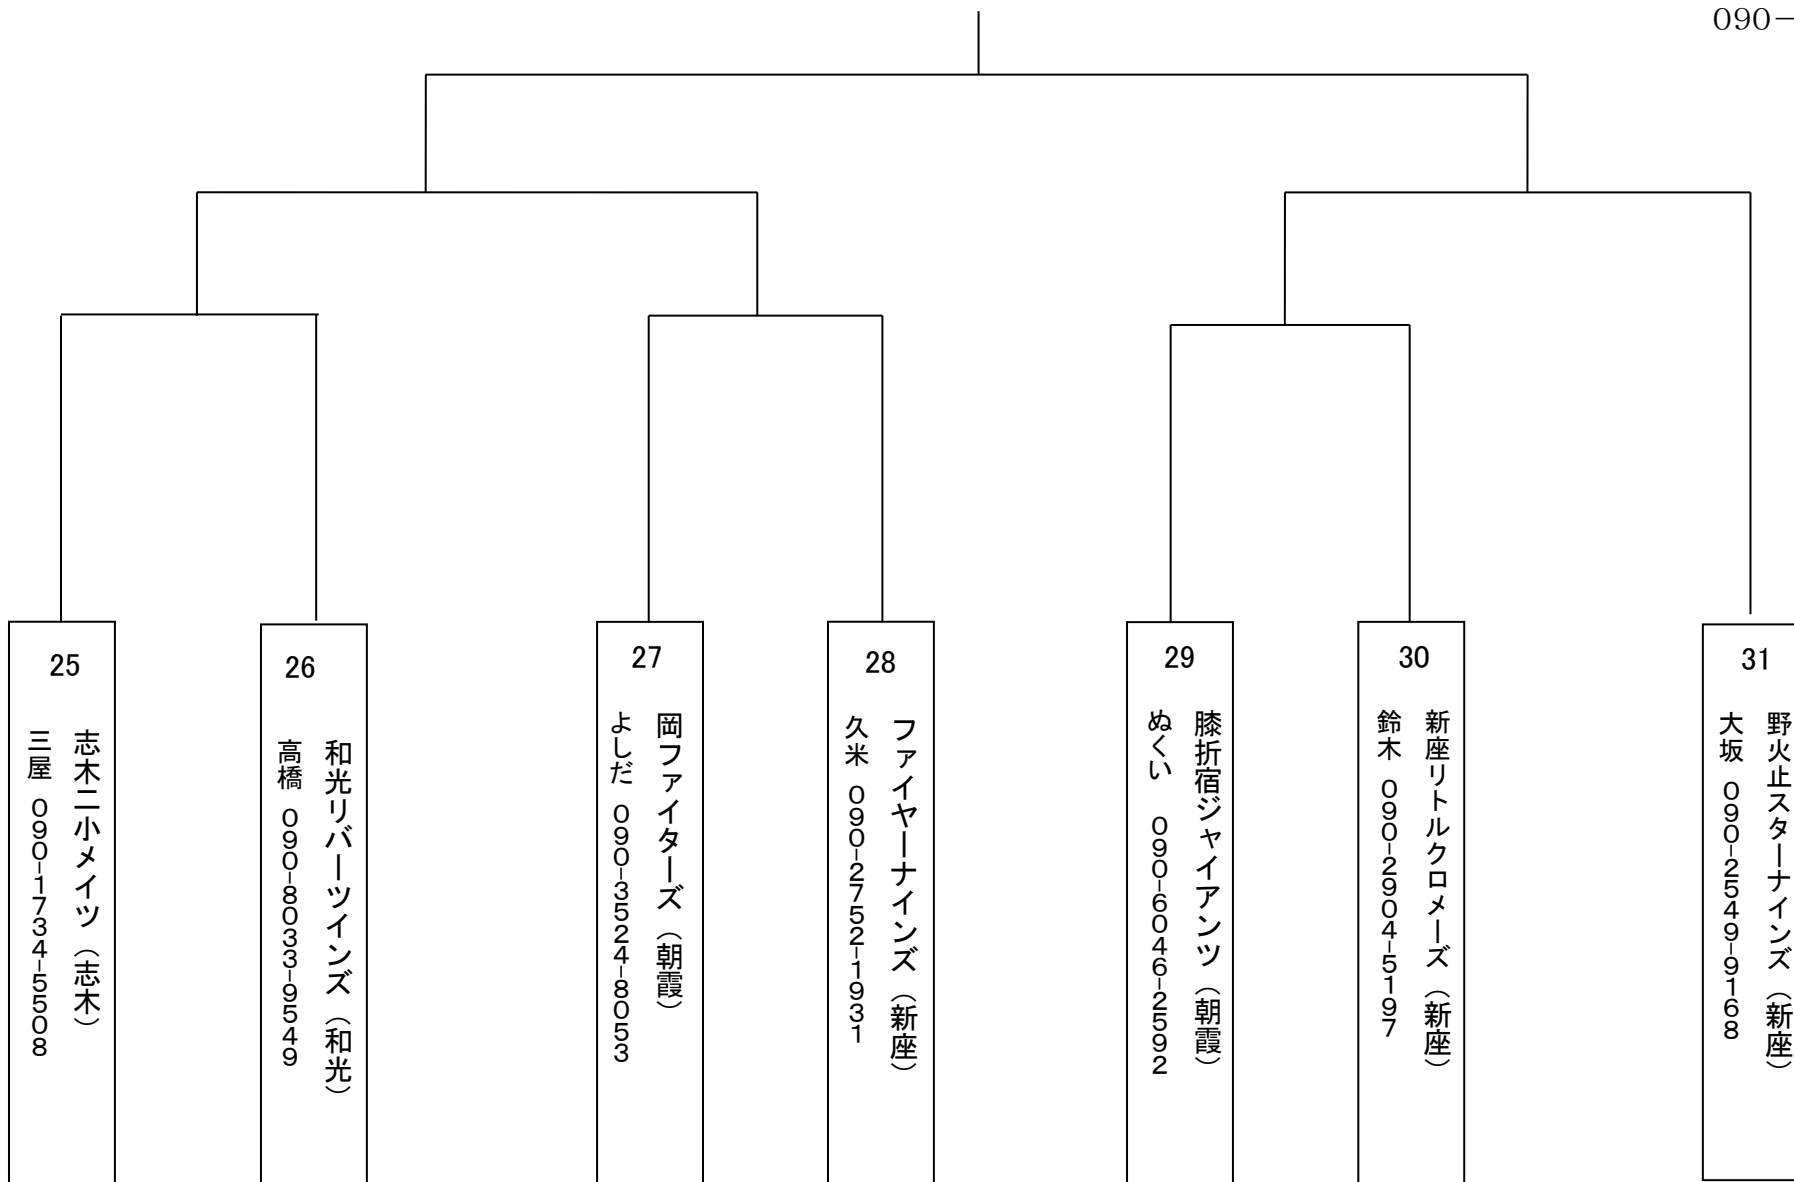 090－
25
志木二小メイツ（志木）
三屋 090-1734-5508
26
和光リバーツインズ（和光）
高橋 090-8033-9549
27
岡ファイターズ（朝霞）
よしだ 090-3524-8053
28
ファイヤーナインズ（新座）
久米 090-2752-1931
29
膝折宿ジャイアンツ（朝霞）
ぬくい 090-6046-2592
30
新座リトルクロメーズ（新座）
鈴木 090-2904-5197
31
野火止スターナインズ（新座）
大坂 090-2549-9168